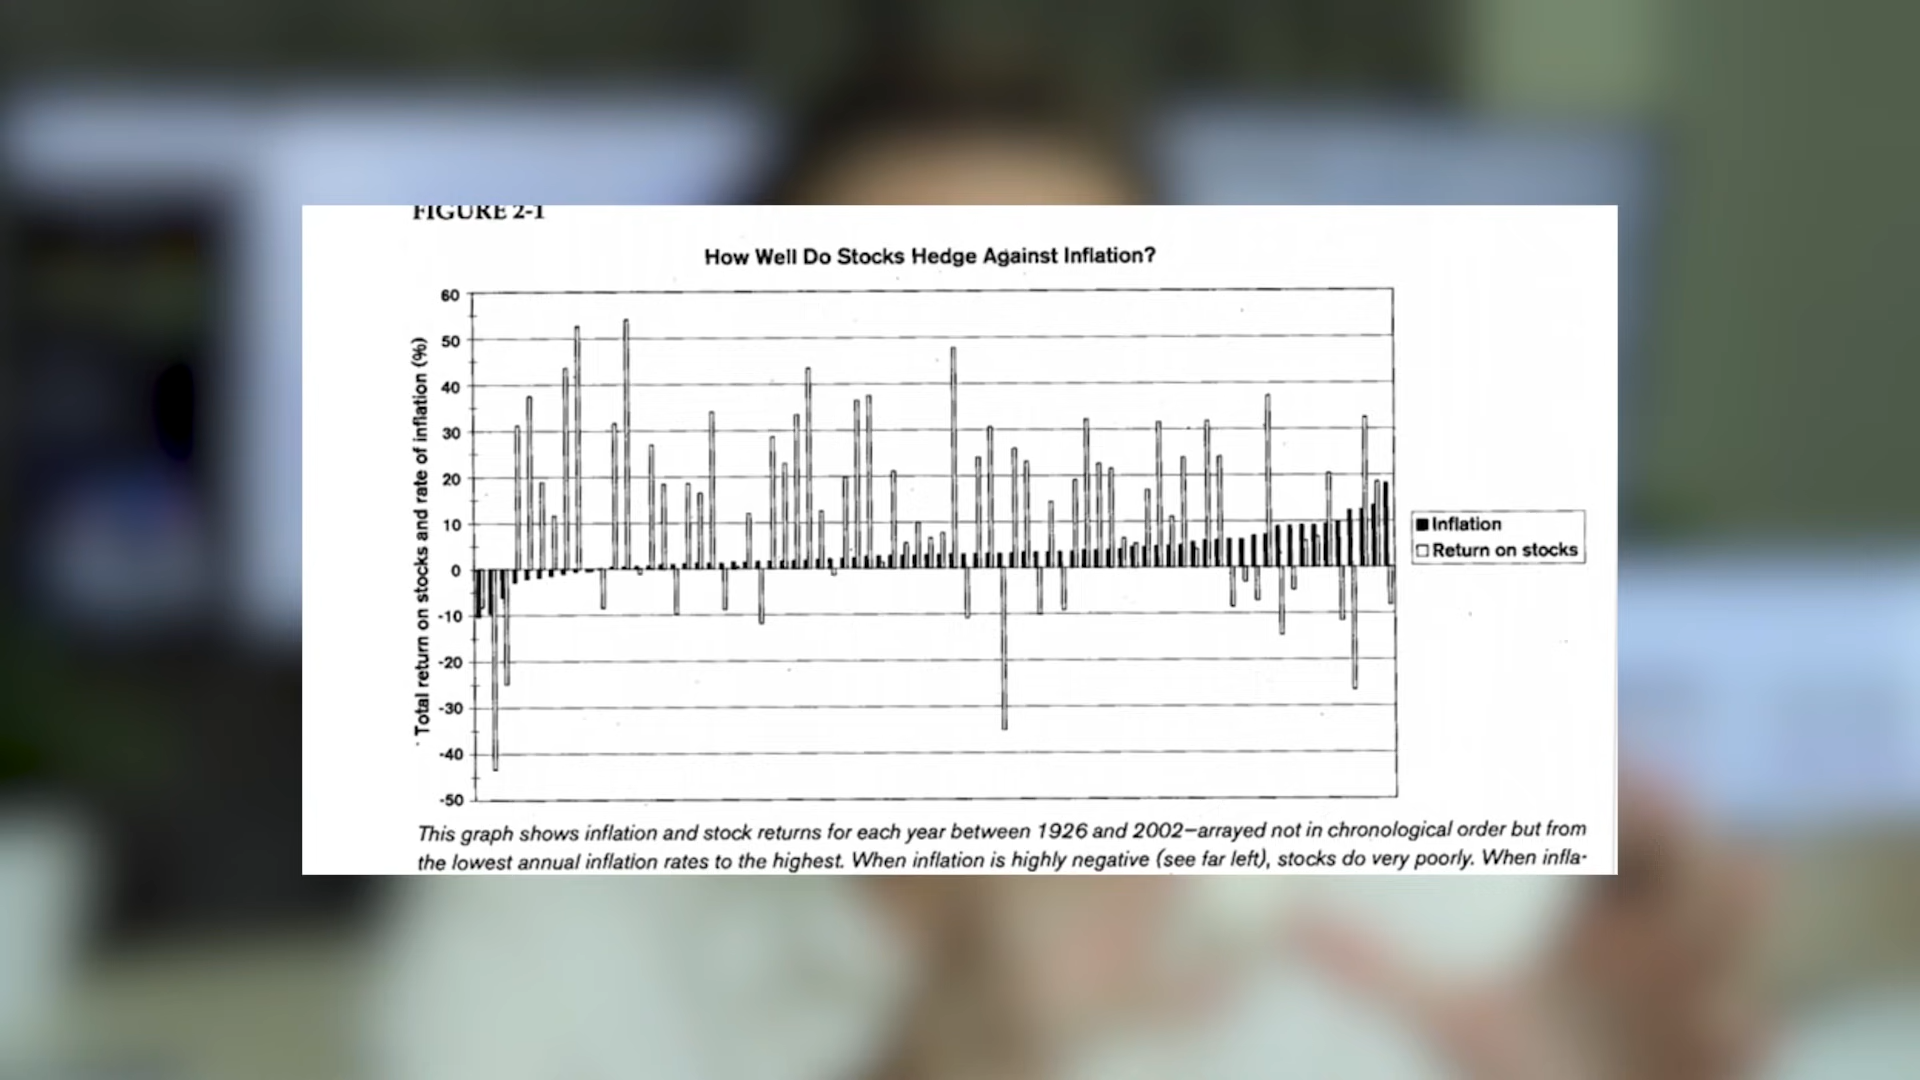 FIGURE 2-1
How Well Do Stocks Hedge Against Inflation?
Total return on stocks and rate of inflation (%)
60
50
40
30
20
10
0
-10
-20
-30
-40
-50
Inflation
Return on stocks
This graph shows inflation and stock returns for each year between 1926 and 2002—arrayed not in chronological order but from
the lowest annual inflation rates to the highest. When inflation is highly negative (see far left), stocks do very poorly. When infla-